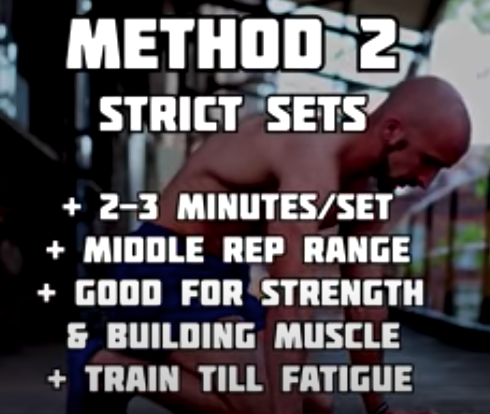 METHOD 2
STRICT SETS
+ 2-3 MINUTES/SET
+ MIDDLE REP RANGE
+ GOOD FOR STRENGTH
& BUILDING MUSCLE
+ TRAIN TILL FATIGUE